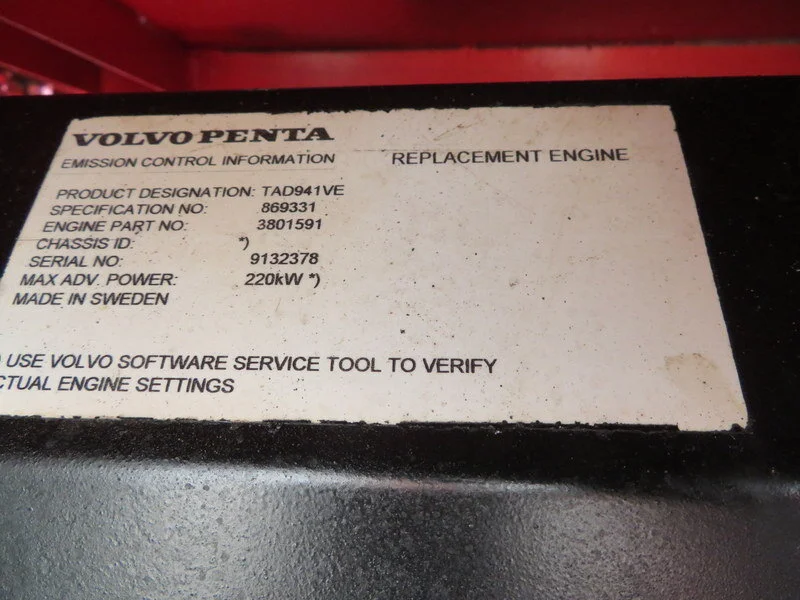 VOLVO PENTA
EMISSION CONTROL INFORMATION
REPLACEMENT ENGINE
PRODUCT DESIGNATION: TAD941VE
SPECIFICATION NO: 869331
ENGINE PART NO: 3801591
CHASSIS ID: *)
SERIAL NO: 9132378
MAX ADV. POWER: 220kW *)
MADE IN SWEDEN
) USE VOLVO SOFTWARE SERVICE TOOL TO VERIFY
CTUAL ENGINE SETTINGS